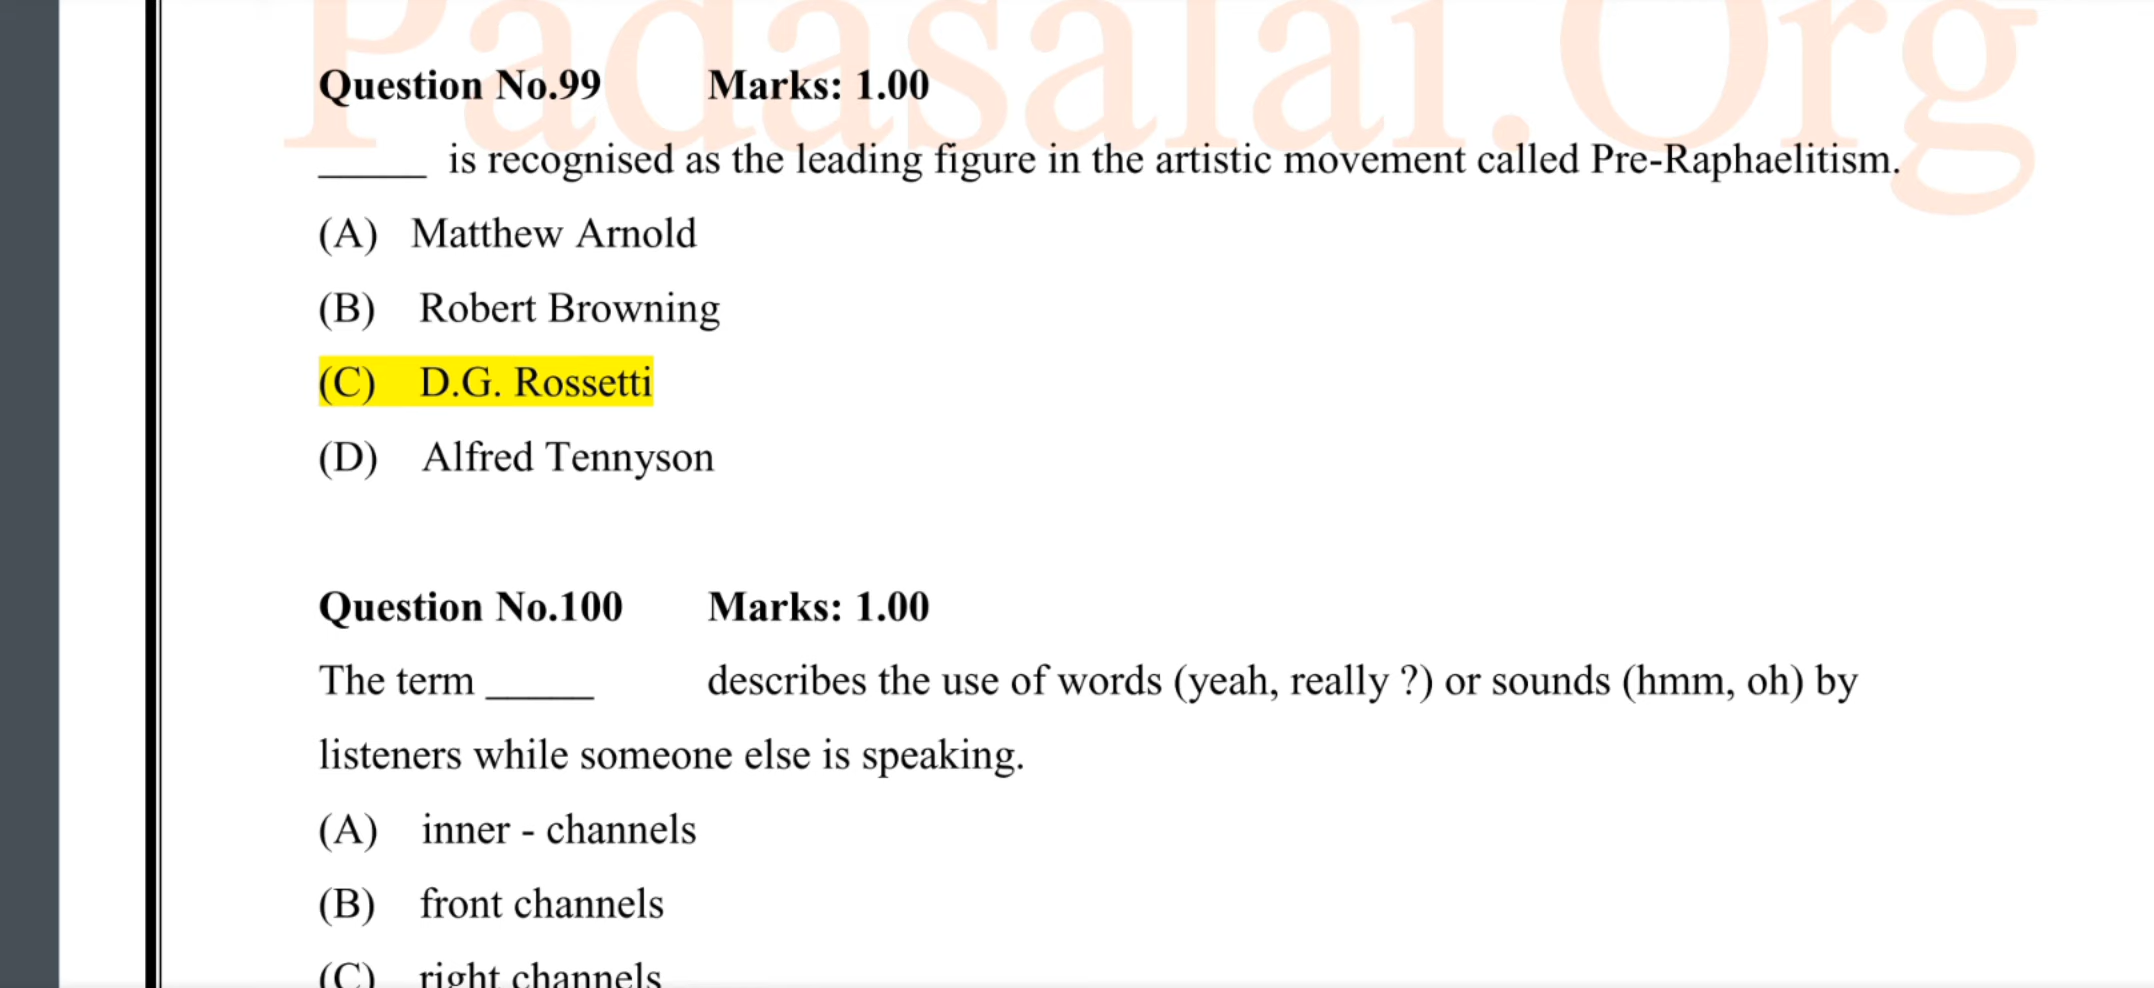 Padasalai.Org
Question No.99 Marks: 1.00
_____ is recognised as the leading figure in the artistic movement called Pre-Raphaelitism.
(A) Matthew Arnold
(B) Robert Browning
(C) D.G. Rossetti
(D) Alfred Tennyson
Question No.100 Marks: 1.00
The term _____ describes the use of words (yeah, really ?) or sounds (hmm, oh) by
listeners while someone else is speaking.
(A) inner - channels
(B) front channels
(C) right channels